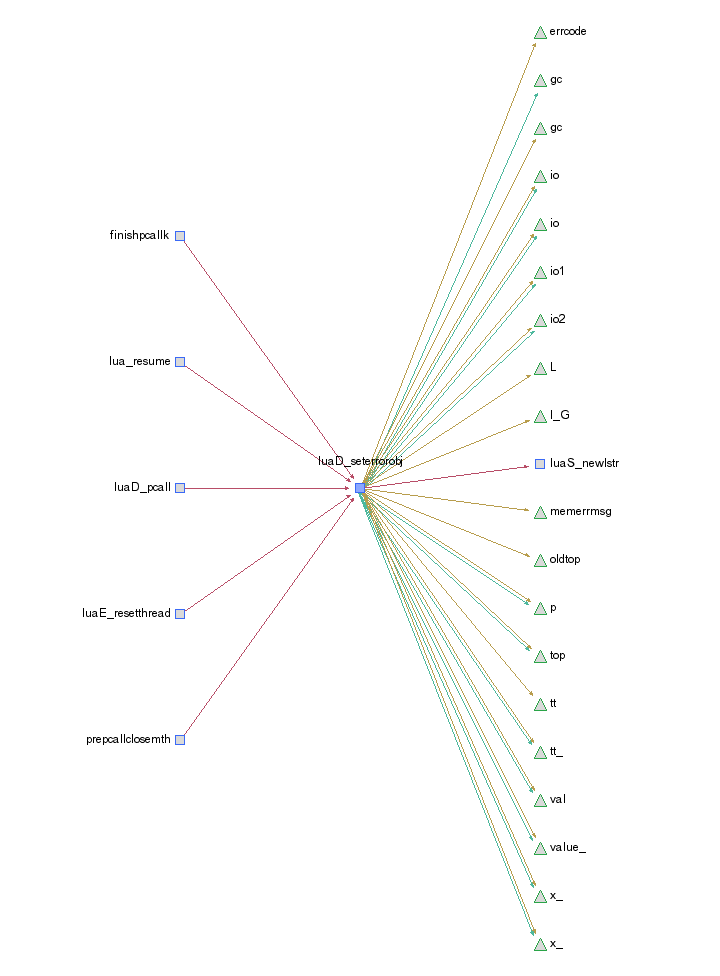 errcode
gc
gc
io
io
io1
io2
L
l_G
luaS_newlstr
memerrmsg
oldtop
p
top
tt
tt_
val
value_
x_
x_
finishpcallk
lua_resume
luaD_pcall
luaE_resetthread
prepcallclosemth
luaD_seterrorobj